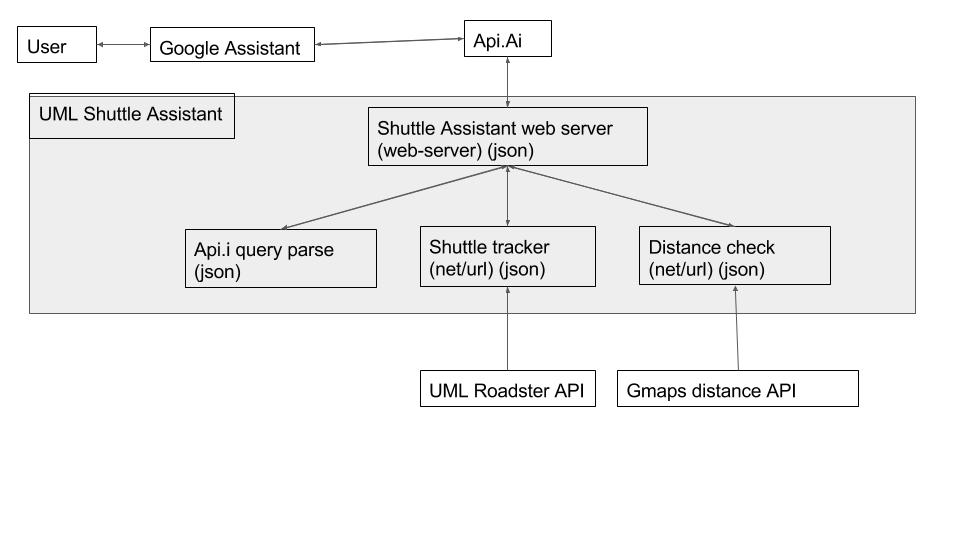 User
Google Assistant
Api.Ai
UML Shuttle Assistant
Shuttle Assistant web server
(web-server) (json)
Api.i query parse
(json)
Shuttle tracker
(net/url) (json)
Distance check
(net/url) (json)
UML Roadster API
Gmaps distance API